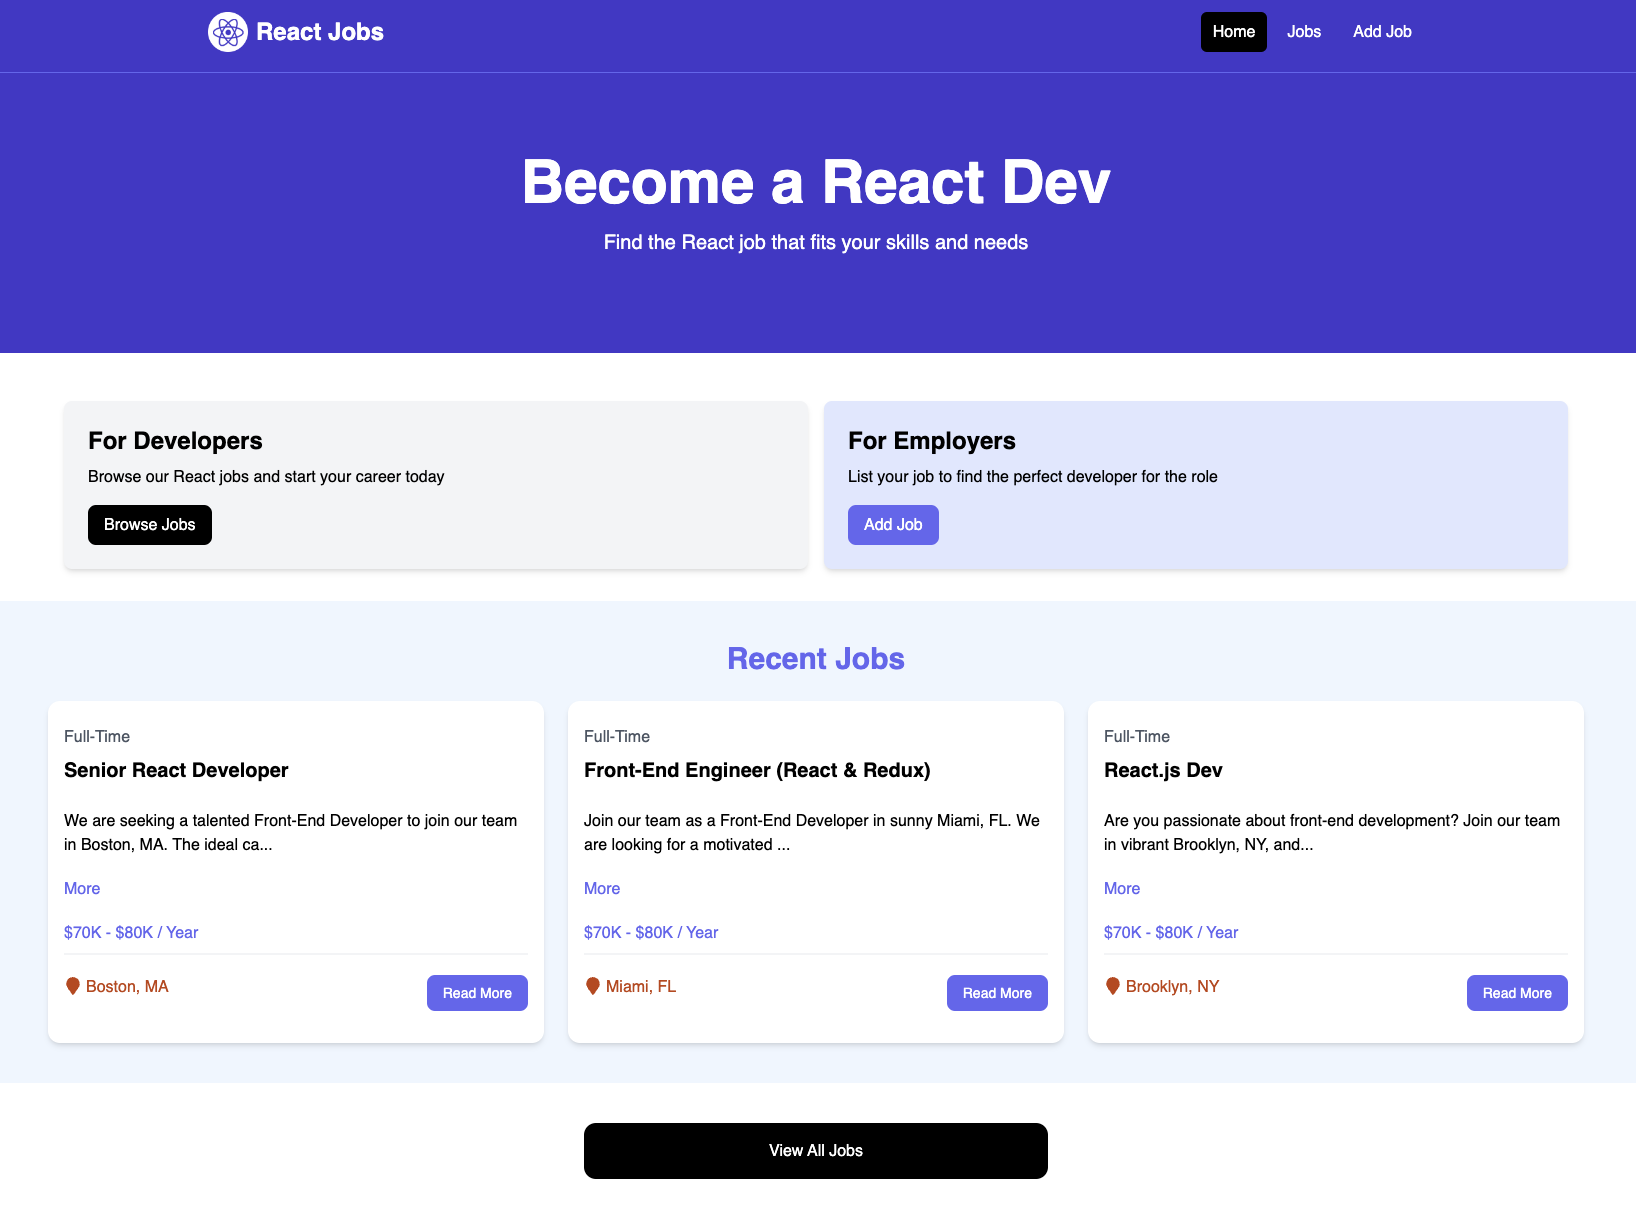 React Jobs
Home
Jobs
Add Job
Become a React Dev
Find the React job that fits your skills and needs
For Developers
Browse our React jobs and start your career today
Browse Jobs
For Employers
List your job to find the perfect developer for the role
Add Job
Recent Jobs
Full-Time
Senior React Developer
We are seeking a talented Front-End Developer to join our team
in Boston, MA. The ideal ca...
More
$70K - $80K / Year
Boston, MA
Read More
Full-Time
Front-End Engineer (React & Redux)
Join our team as a Front-End Developer in sunny Miami, FL. We
are looking for a motivated ...
More
$70K - $80K / Year
Miami, FL
Read More
Full-Time
React.js Dev
Are you passionate about front-end development? Join our team
in vibrant Brooklyn, NY, and...
More
$70K - $80K / Year
Brooklyn, NY
Read More
View All Jobs